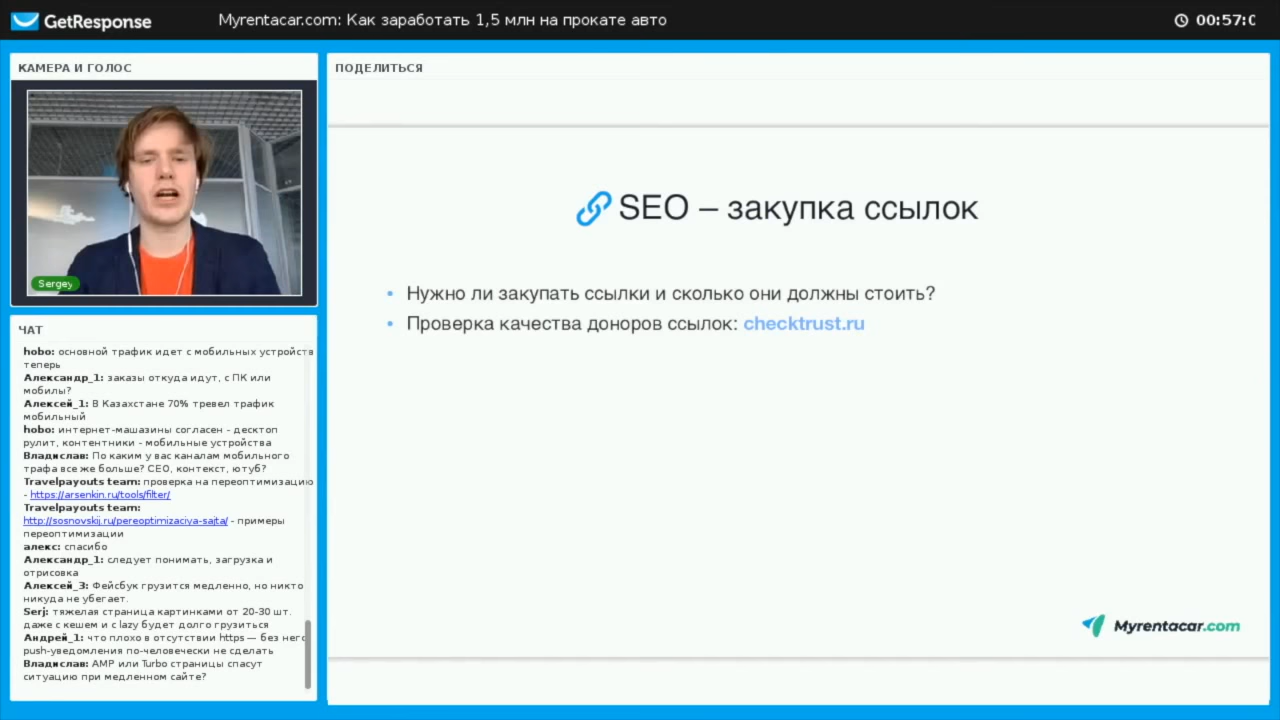 GetResponse
Myrentacar.com: Как заработать 1,5 млн на прокате авто
00:57:0
КАМЕРА И ГОЛОС
Sergey
ПОДЕЛИТЬСЯ
SEO – закупка ссылок
• Нужно ли закупать ссылки и сколько они должны стоить?
• Проверка качества доноров ссылок: checktrust.ru
Myrentacar.com
ЧАТ
hobo: основной трафик идет с мобильных устройств
теперь
Александр_1: заказы откуда идут, с ПК или
мобилы?
Алексей_1: В Казахстане 70% тревел трафик
мобильный
hobo: интернет-машазины согласен - десктоп
рулит, контентники - мобильные устройства
Владислав: По каким у вас каналам мобильного
трафа все же больше? СЕО, контекст, ютуб?
Travelpayouts team: проверка на переоптимизацию
- https://arsenkin.ru/tools/filter/
Travelpayouts team:
http://sosnovskij.ru/pereoptimizaciya-sajta/ - примеры
переоптимизации
алекс: спасибо
Александр_1: следует понимать, загрузка и
отрисовка
Алексей_3: Фейсбук грузится медленно, но никто
никуда не убегает.
Serj: тяжелая страница картинками от 20-30 шт.
даже с кешем и с lazy будет долго грузиться
Андрей_1: что плохо в отсутствии https — без него
push-уведомления по-человечески не сделать
Владислав: AMP или Turbo страницы спасут
ситуацию при медленном сайте?